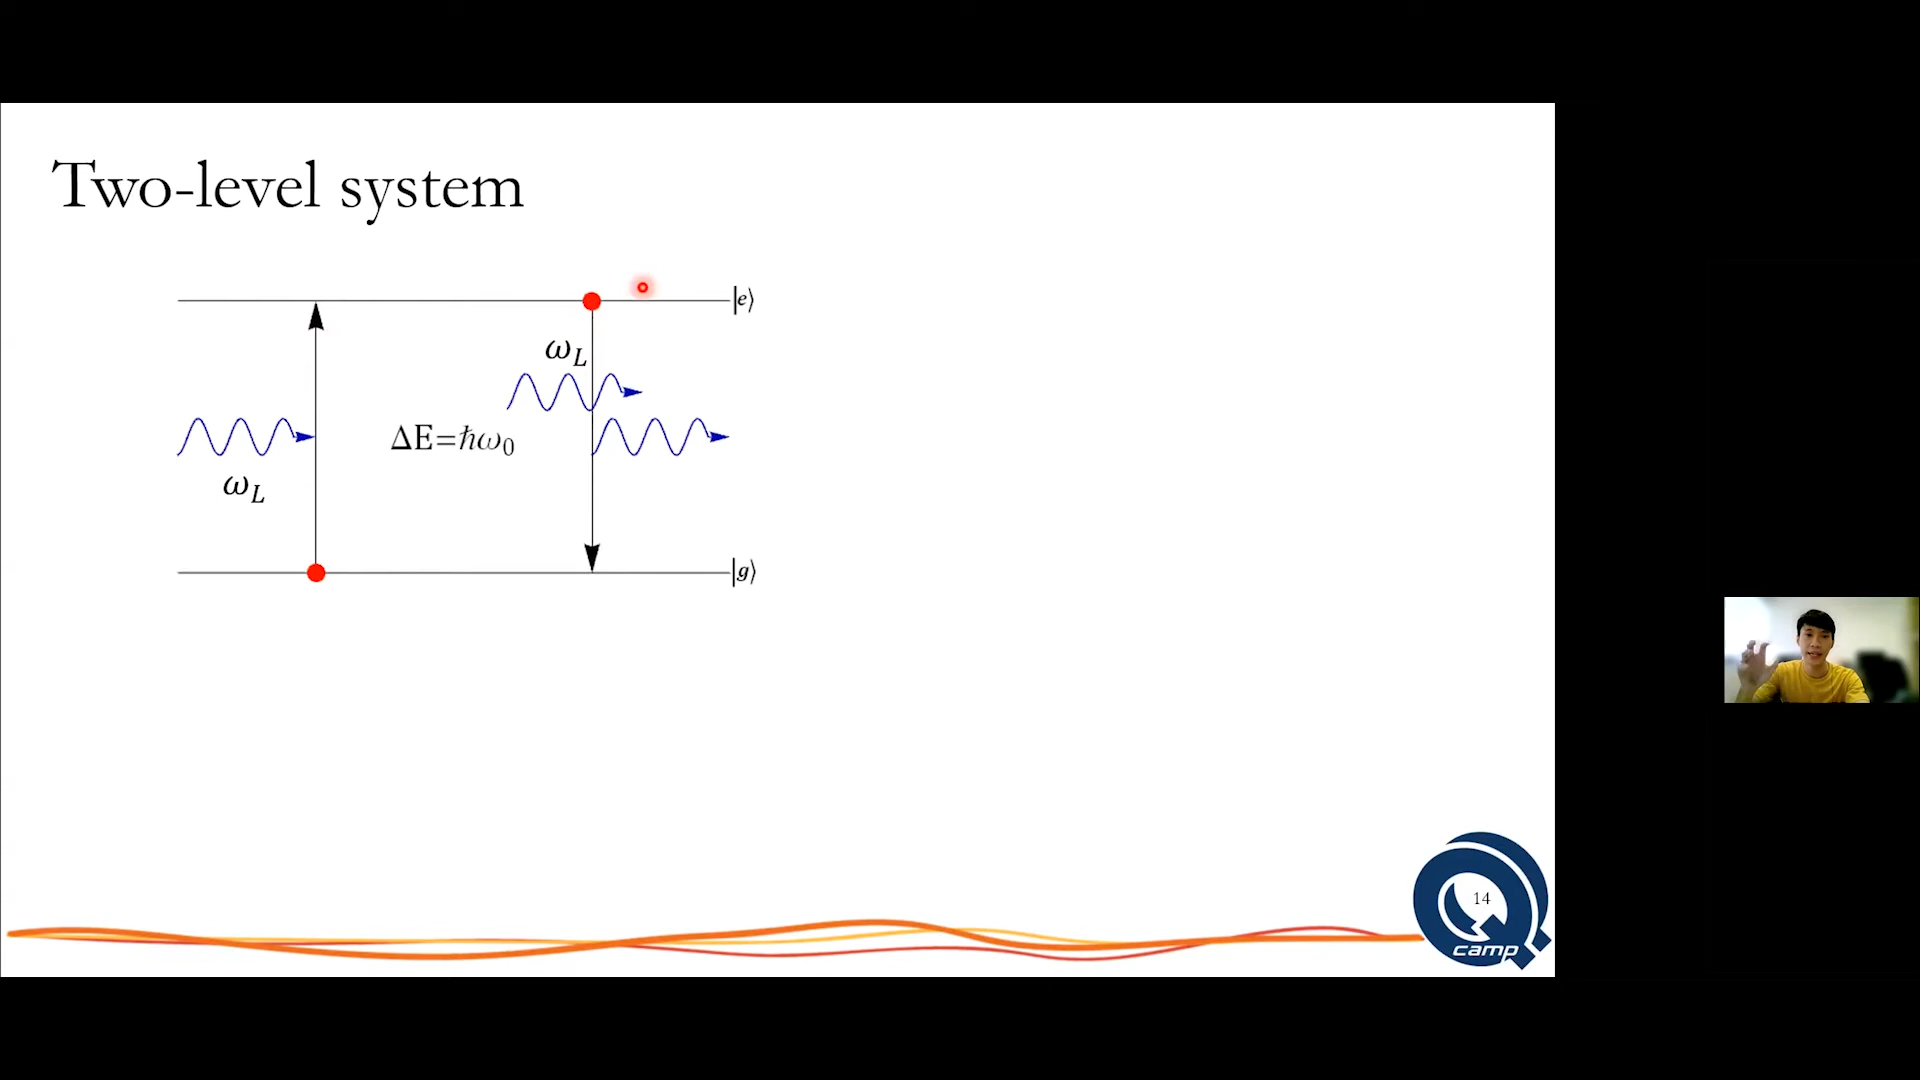 Two-level system
|e⟩
ω_L
ΔE=ħω₀
ω_L
|g⟩
14
camp